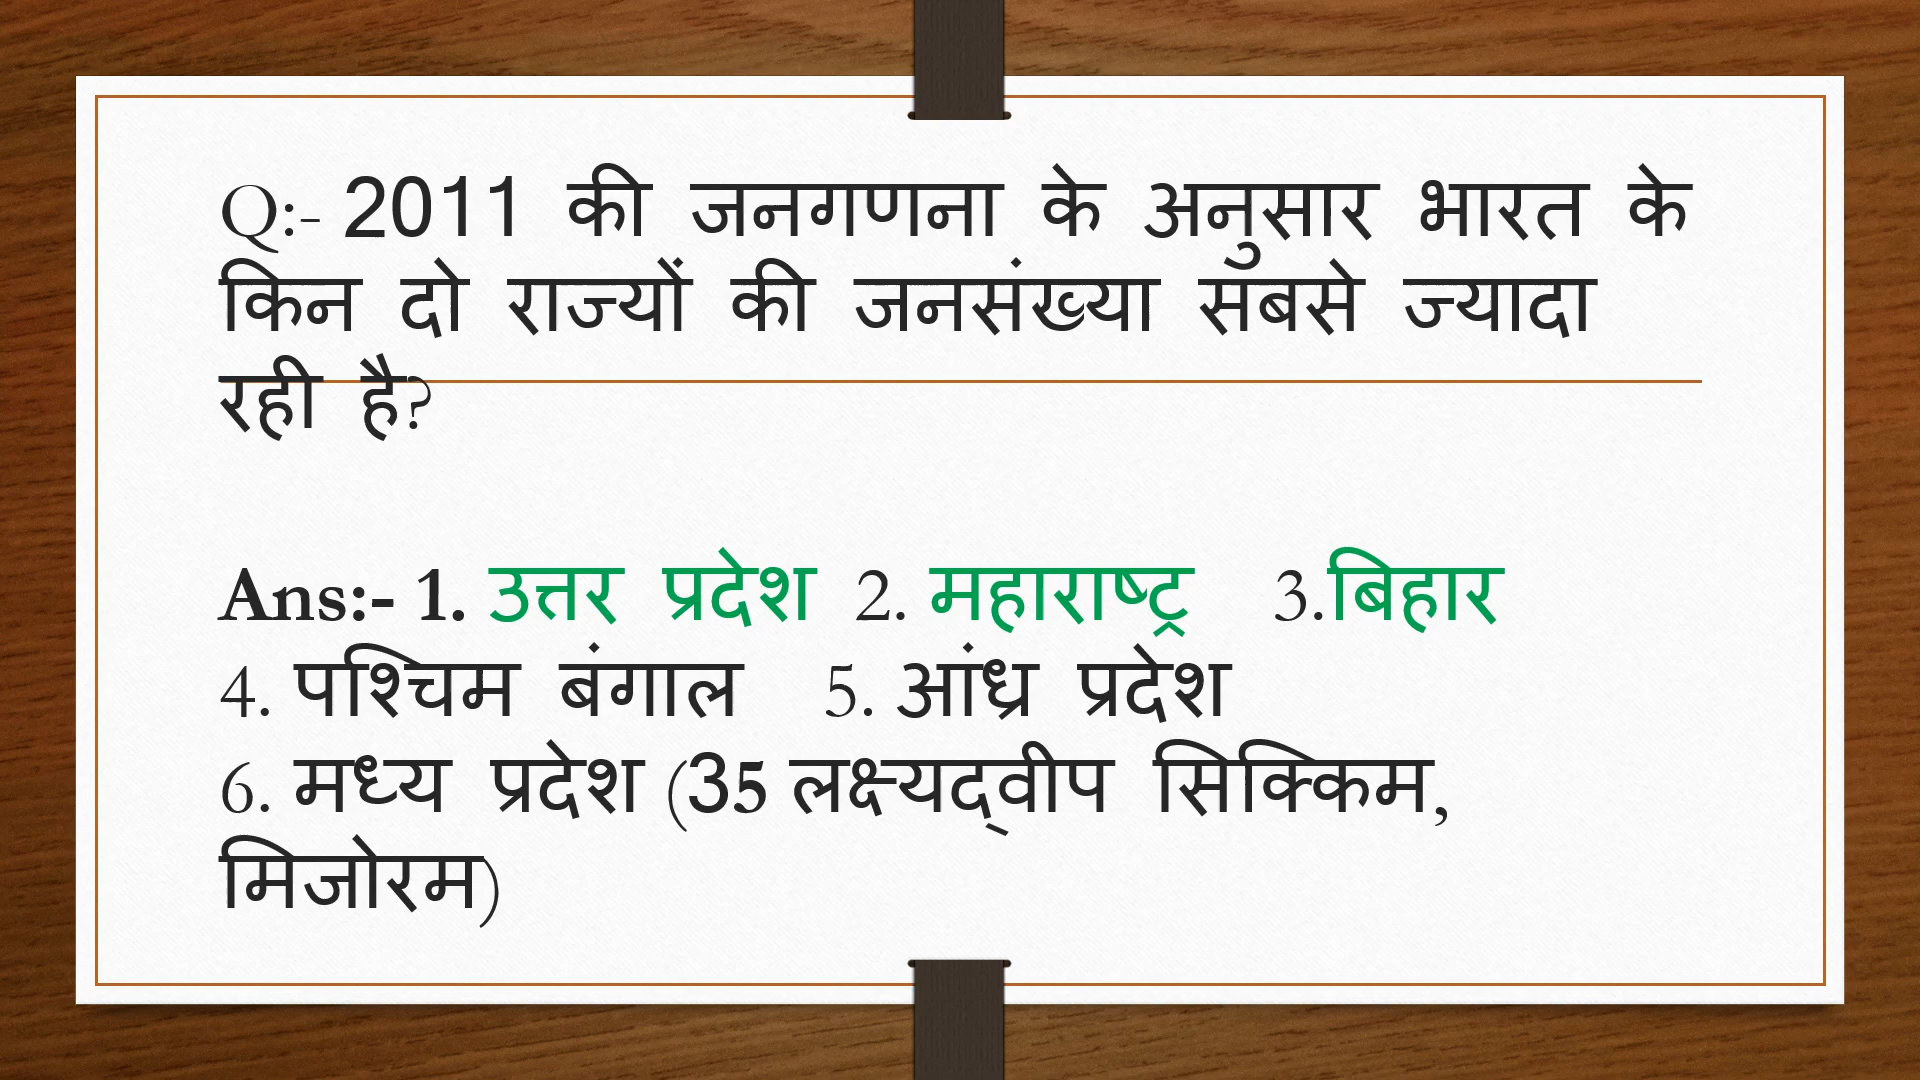 Q:- 2011 की जनगणना के अनुसार भारत के
किन दो राज्यों की जनसंख्या सबसे ज्यादा
रही है?
Ans:- 1. उत्तर प्रदेश 2. महाराष्ट्र 3.बिहार
4. पश्चिम बंगाल 5. आंध्र प्रदेश
6. मध्य प्रदेश (35 लक्ष्यद्वीप सिक्किम,
मिजोरम)